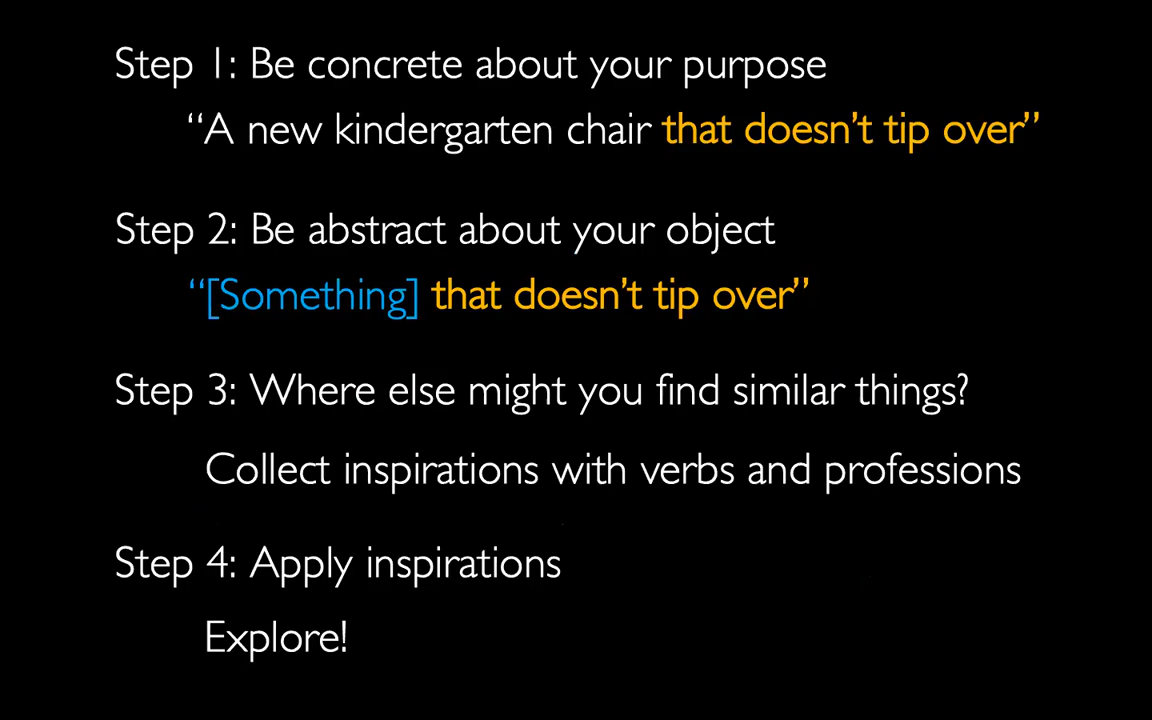 Step 1: Be concrete about your purpose
“A new kindergarten chair that doesn’t tip over”
Step 2: Be abstract about your object
“[Something] that doesn’t tip over”
Step 3: Where else might you find similar things?
Collect inspirations with verbs and professions
Step 4: Apply inspirations
Explore!